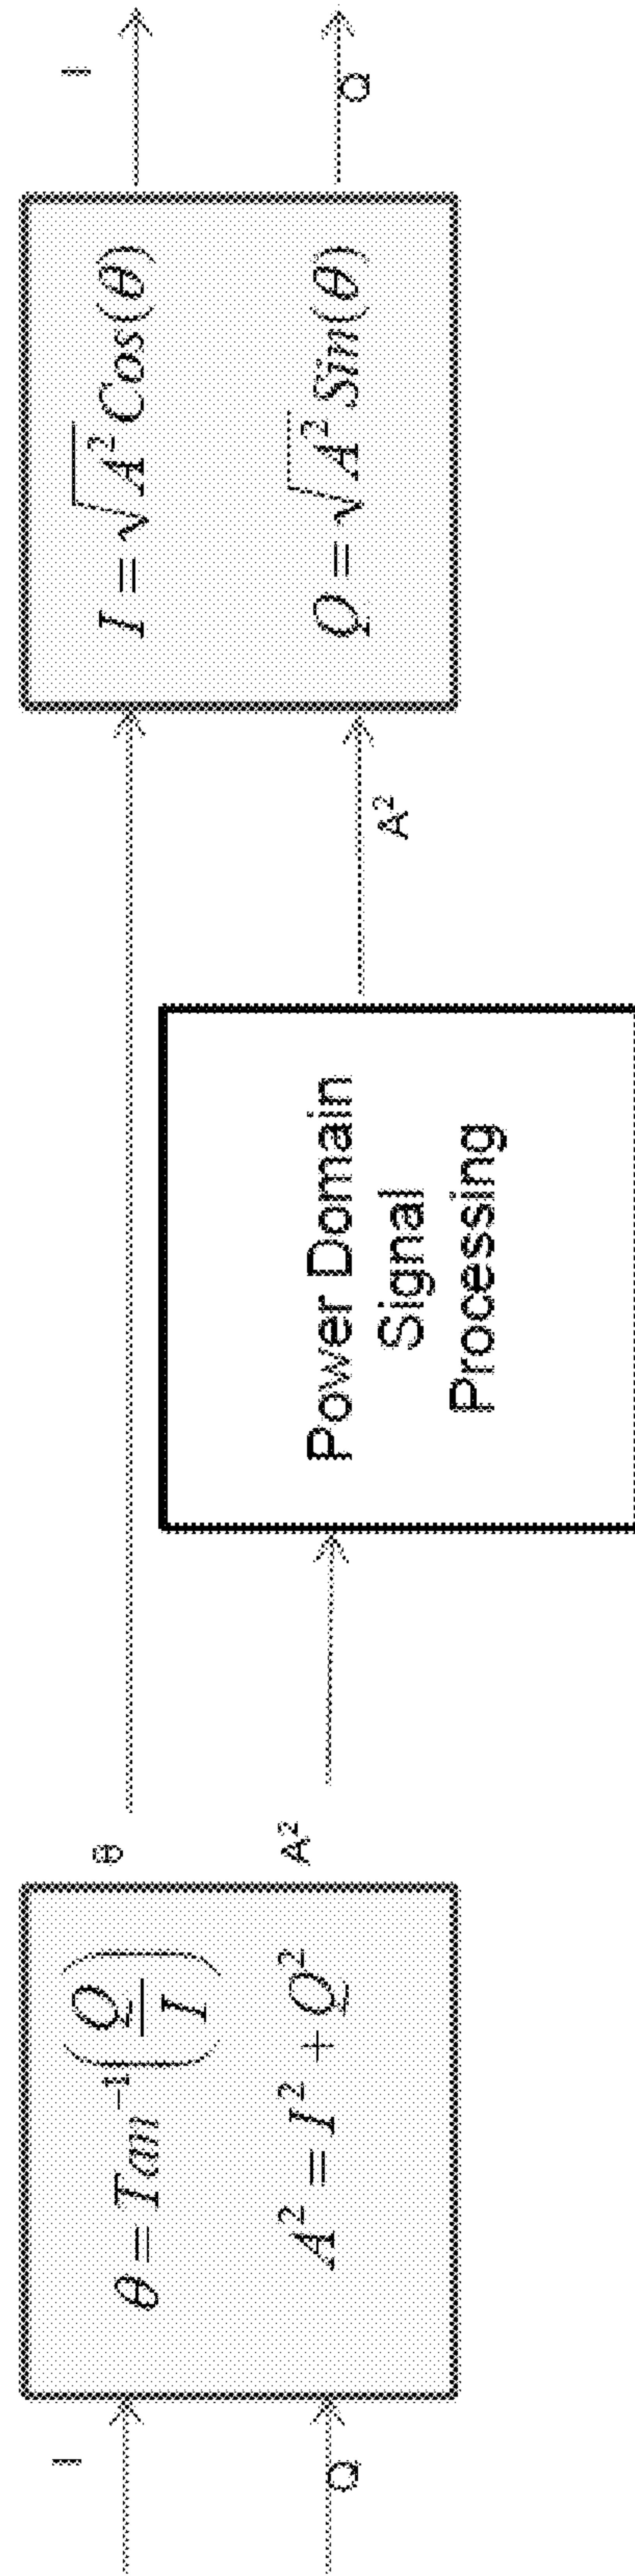 I
Q
θ = Tan⁻¹(Q/I)
A² = I² + Q²
θ
A²
Power Domain
Signal
Processing
A²
I = √A² Cos(θ)
Q = √A² Sin(θ)
I
Q